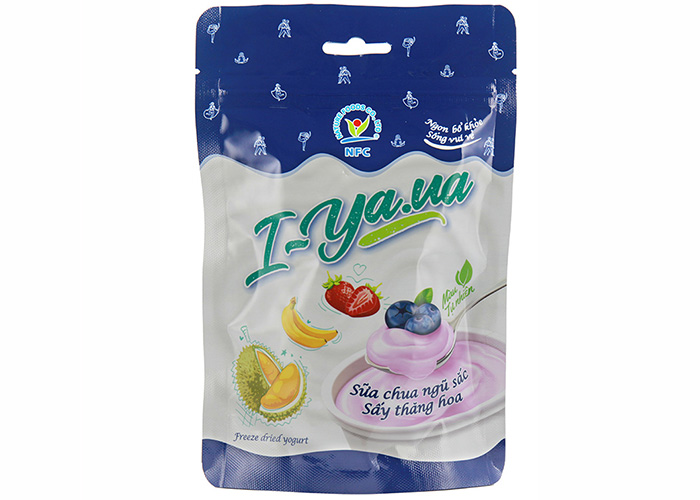 NFC
Ngon bổ khỏe
Sống vui vẻ
I-Ya.ua
Màu
Tự nhiên
Sữa chua ngũ sắc
Sấy thăng hoa
Freeze dried yogurt